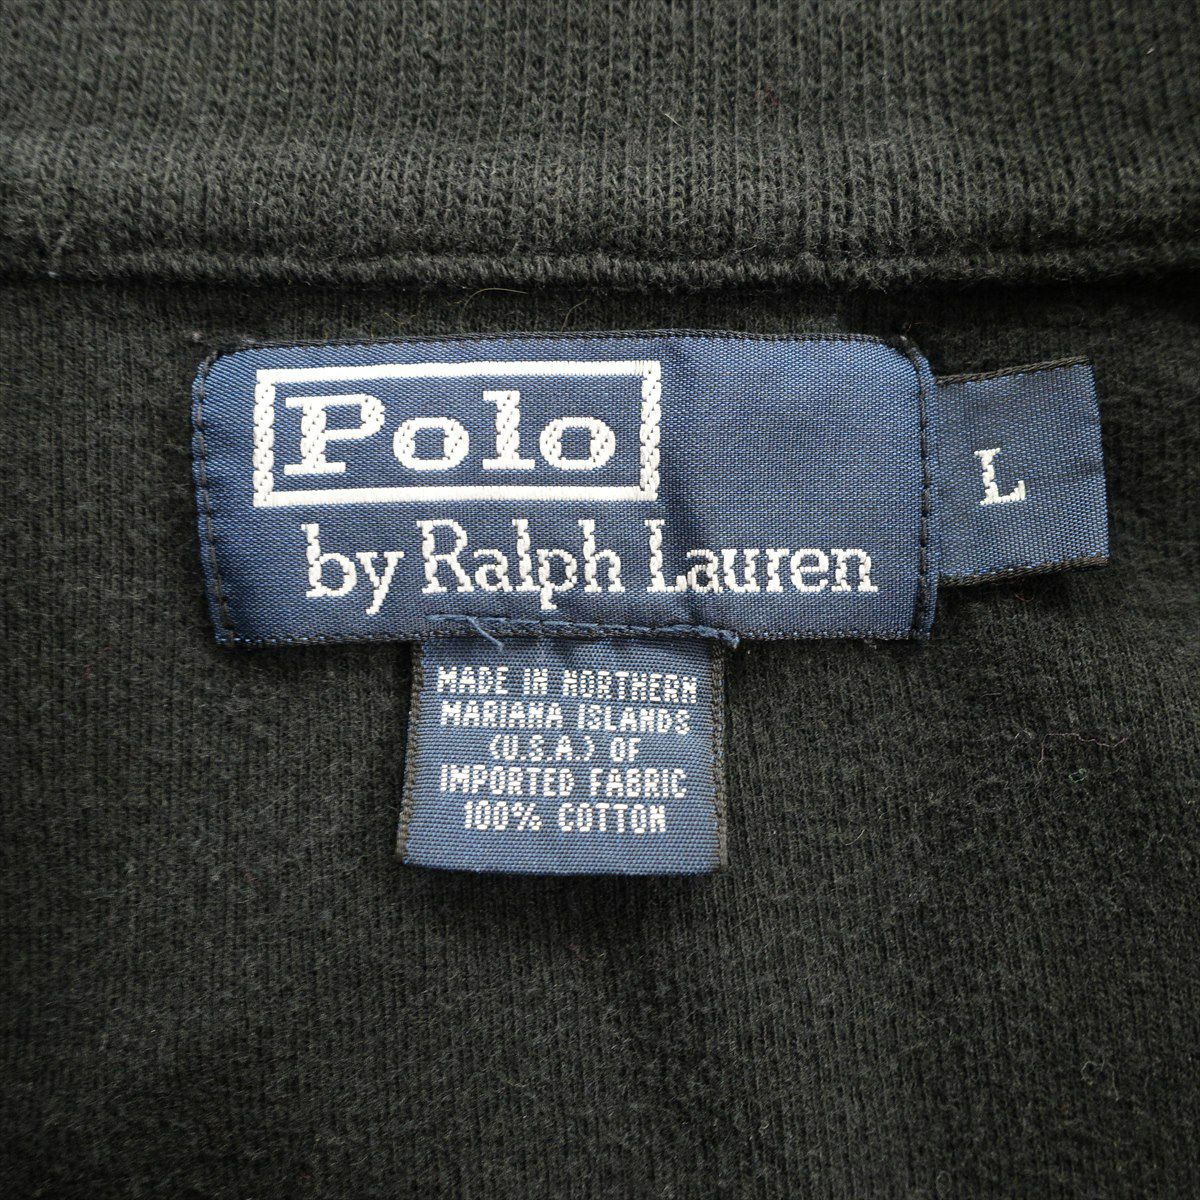 Polo
by Ralph Lauren
L
MADE IN NORTHERN
MARIANA ISLANDS
(U.S.A.) OF
IMPORTED FABRIC
100% COTTON